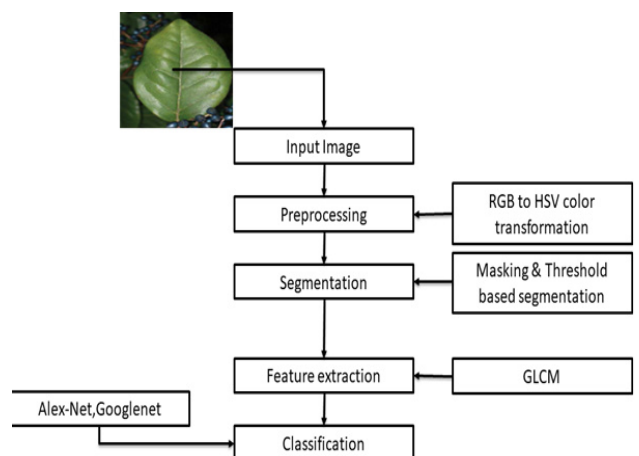 Input Image
Preprocessing
RGB to HSV color
transformation
Segmentation
Masking & Threshold
based segmentation
Feature extraction
GLCM
Alex-Net,Googlenet
Classification